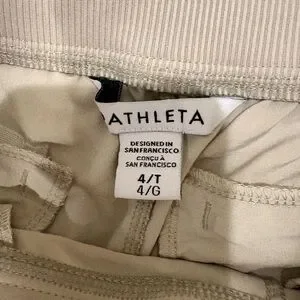 ATHLETA
DESIGNED IN
SAN FRANCISCO
CONÇU À
SAN FRANCISCO
4/T
4/G